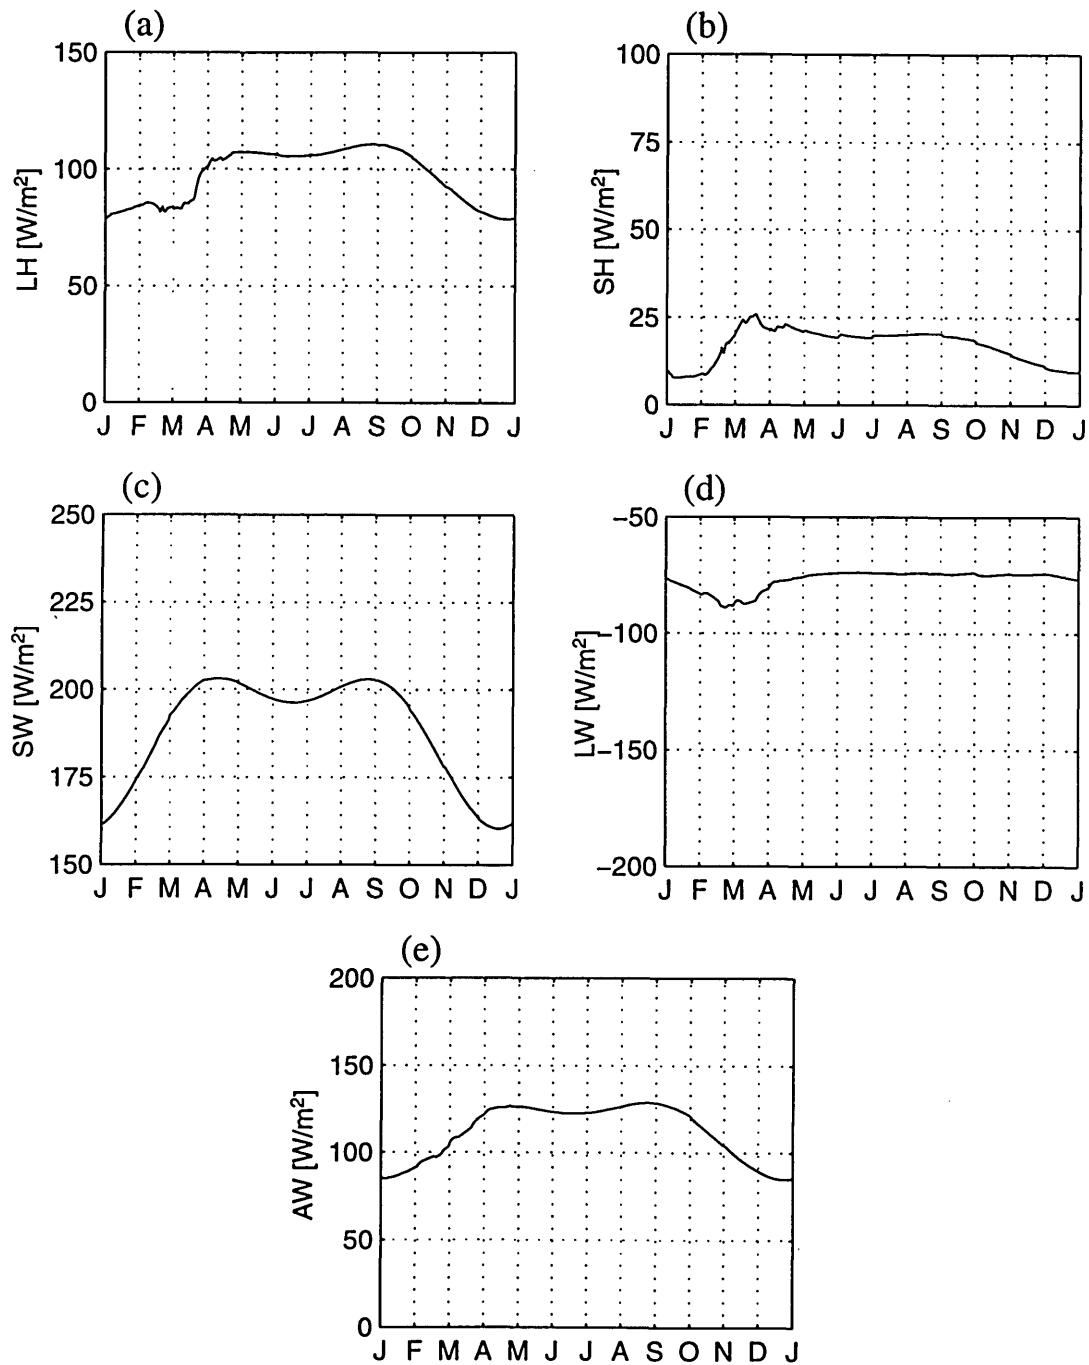 (a)
LH [W/m²]
150
100
50
0
J F M A M J J A S O N D J
(b)
SH [W/m²]
100
75
50
25
0
J F M A M J J A S O N D J
(c)
SW [W/m²]
250
225
200
175
150
J F M A M J J A S O N D J
(d)
LW [W/m²]
−50
−100
−150
−200
J F M A M J J A S O N D J
(e)
AW [W/m²]
200
150
100
50
0
J F M A M J J A S O N D J